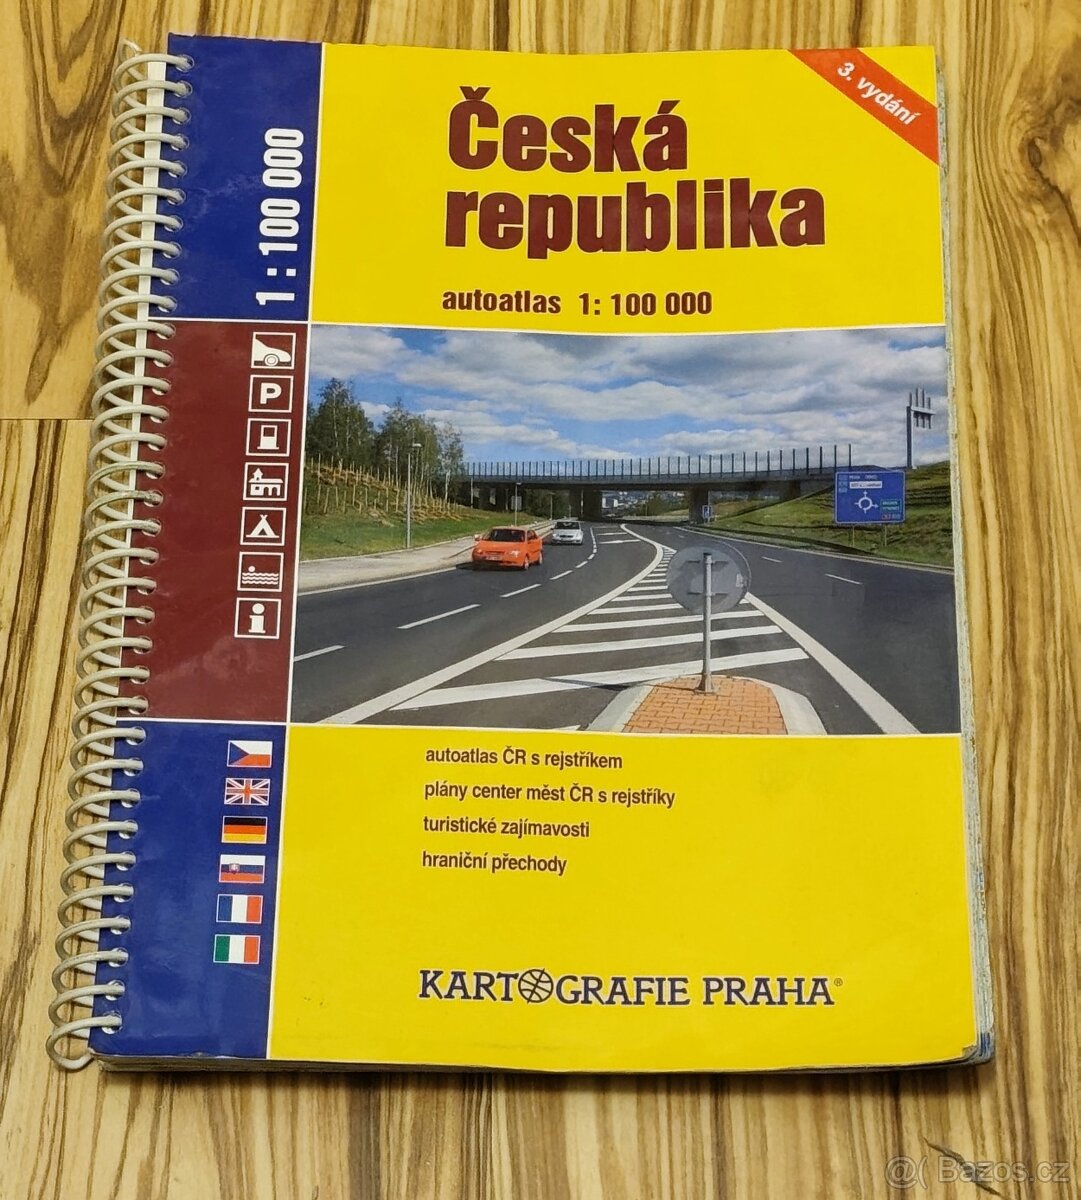 3. vydání
Česká
republika
autoatlas 1: 100 000
1 : 100 000
P
i
autoatlas ČR s rejstříkem
plány center měst ČR s rejstříky
turistické zajímavosti
hraniční přechody
KARTOGRAFIE PRAHA®
@( Bazos.cz